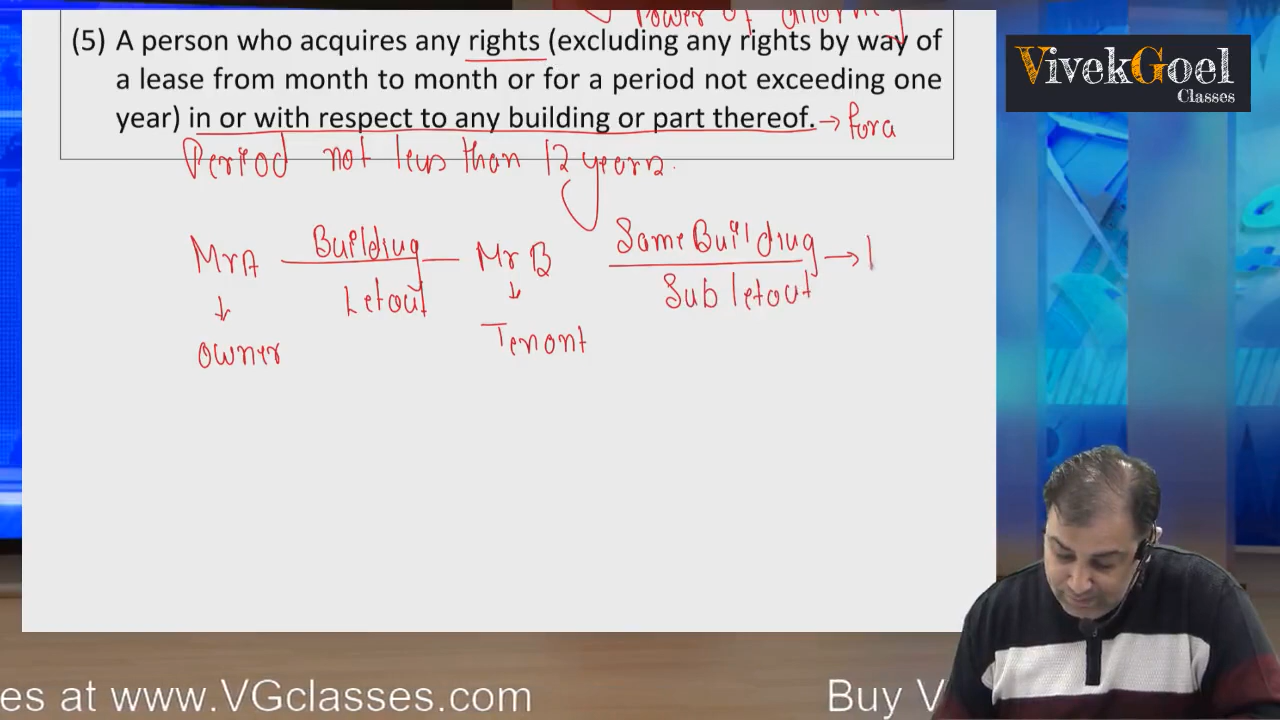 Power of attorney
(5) A person who acquires any rights (excluding any rights by way of
a lease from month to month or for a period not exceeding one
year) in or with respect to any building or part thereof. → for a
Period not less than 12 years.
Mr A Building Letout Mr B Same Building Sub letout →
↓ ↓
Owner Tenant
VivekGoel
Classes
es at www.VGclasses.com Buy V